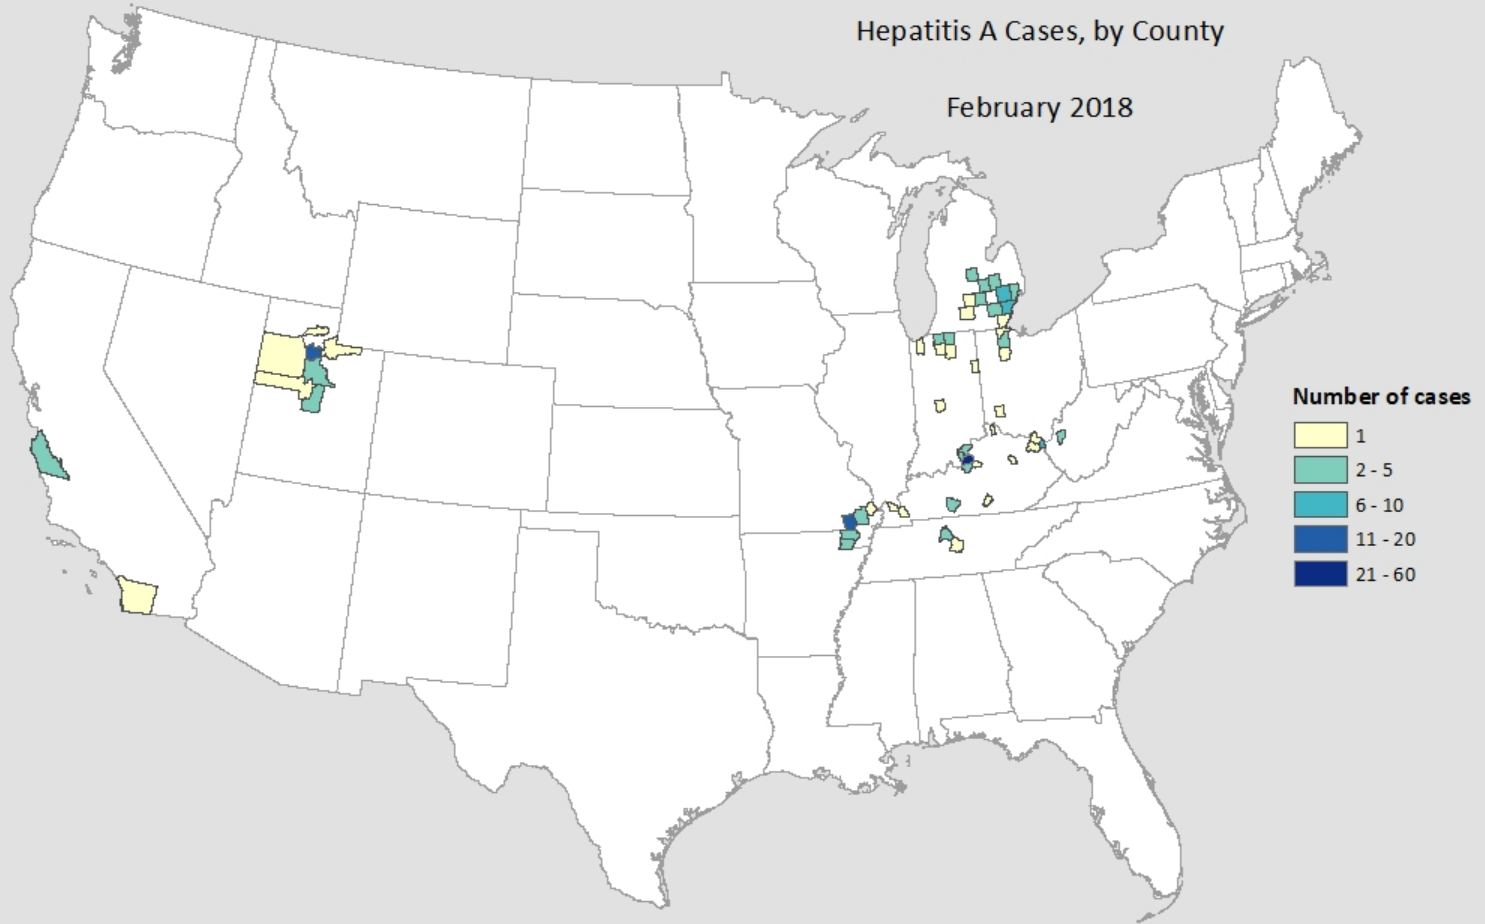 Hepatitis A Cases, by County
February 2018
Number of cases
1
2 - 5
6 - 10
11 - 20
21 - 60